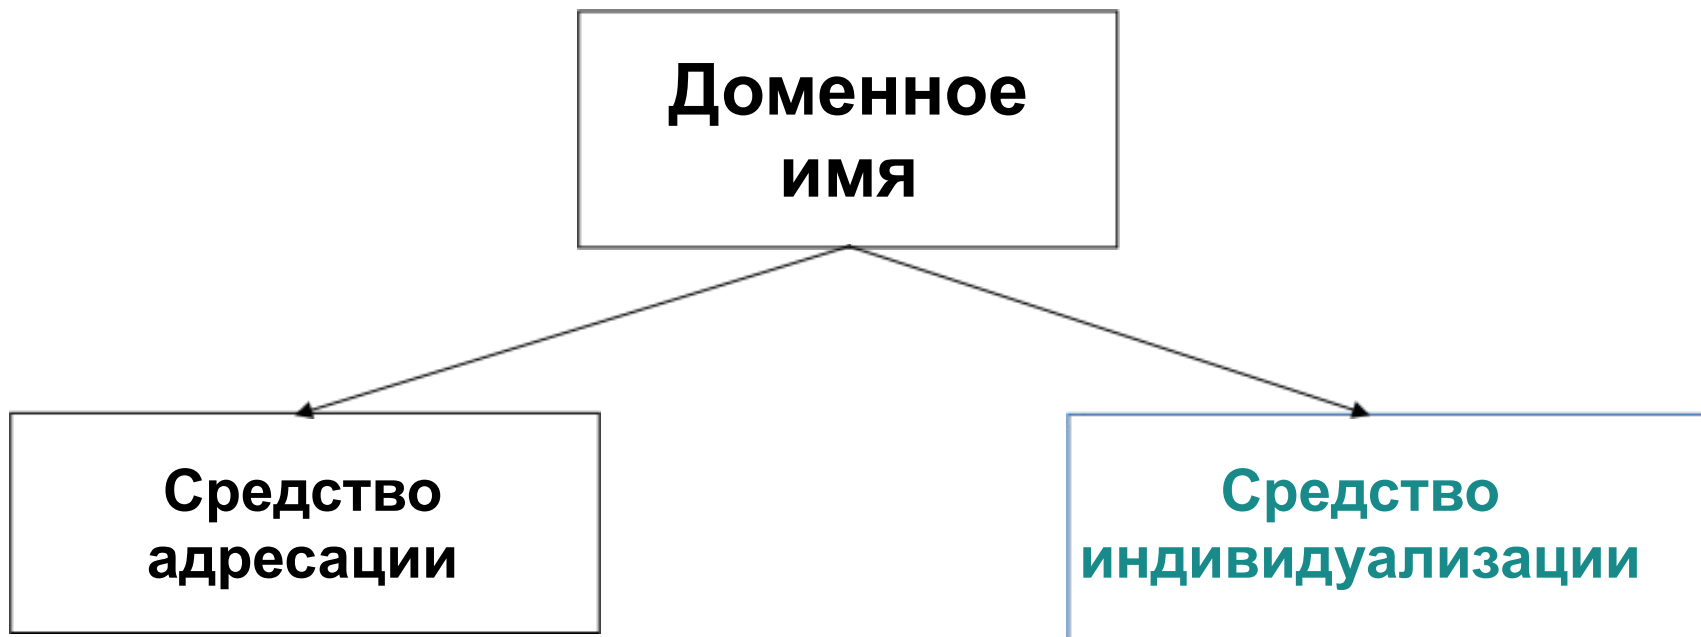 Доменное
имя
Средство
адресации
Средство
индивидуализации